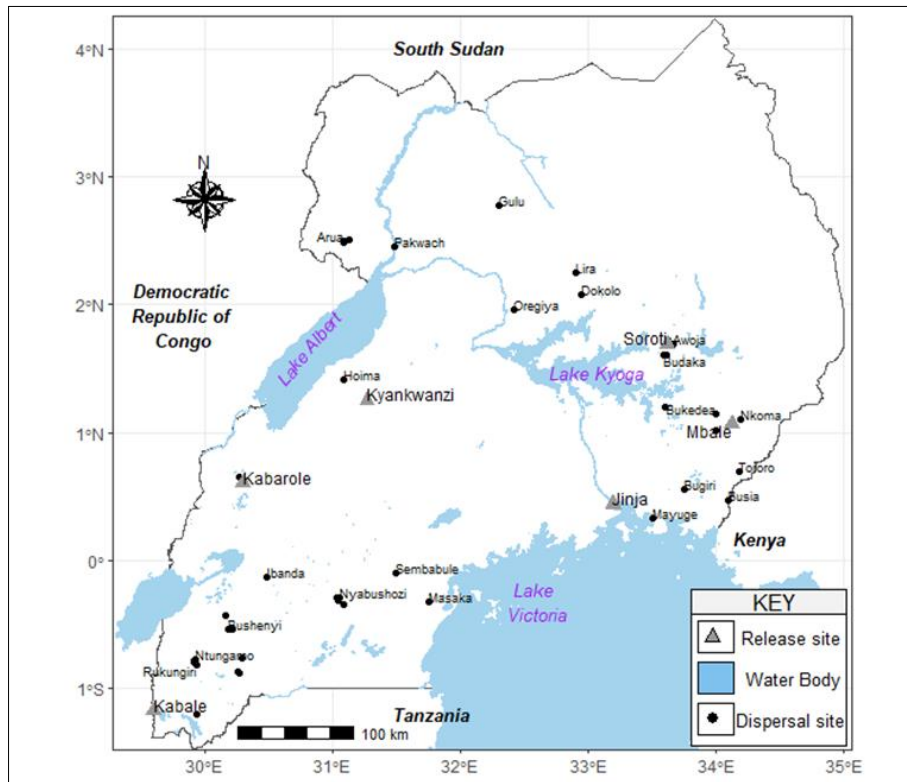 South Sudan
4°N
3°N
N
Gulu
Arua
Pakwach
Lira
Democratic
Republic of
Congo
Dokolo
2°N
Oregiya
Lake Albert
Soroti
Awoja
Budaka
Hoima
Lake Kyoga
Kyankwanzi
Bukedea
Nkoma
1°N
Mbale
Kabarole
Tororo
Bugiri
Jinja
Busia
Mayuge
Kenya
0°
Ibanda
Sembabule
Nyabushozi
Masaka
Lake
Victoria
Bushenyi
Ntungamo
Rukungiri
1°S
Kabale
Tanzania
100 km
KEY
Release site
Water Body
Dispersal site
30°E
31°E
32°E
33°E
34°E
35°E